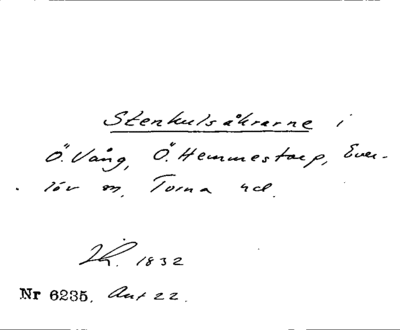 Stenkulsåkrarne i
Ö. Vång, Ö. Hemmestorp, Ever-
löv sn, Torna hd.
1832
Nr 6235. Akt 22.